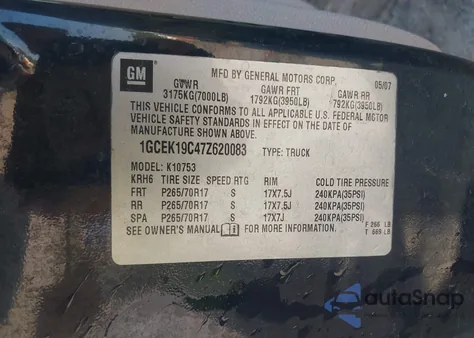 GM
MFD BY GENERAL MOTORS CORP.
05/07
GVWR GAWR FRT GAWR RR
3175KG(7000LB) 1792KG(3950LB) 1792KG(3950LB)
THIS VEHICLE CONFORMS TO ALL APPLICABLE U.S. FEDERAL MOTOR
VEHICLE SAFETY STANDARDS IN EFFECT ON THE DATE OF
MANUFACTURE SHOWN ABOVE.
1GCEK19C47Z620083 TYPE: TRUCK
MODEL: K10753
KRH6 TIRE SIZE SPEED RTG RIM COLD TIRE PRESSURE
FRT P265/70R17 S 17X7.5J 240KPA(35PSI)
RR P265/70R17 S 17X7.5J 240KPA(35PSI)
SPA P265/70R17 S 17X7J 240KPA(35PSI)
SEE OWNER'S MANUAL FOR MORE INFORMATION.
F 266 LB
T 569 LB
autoSnap